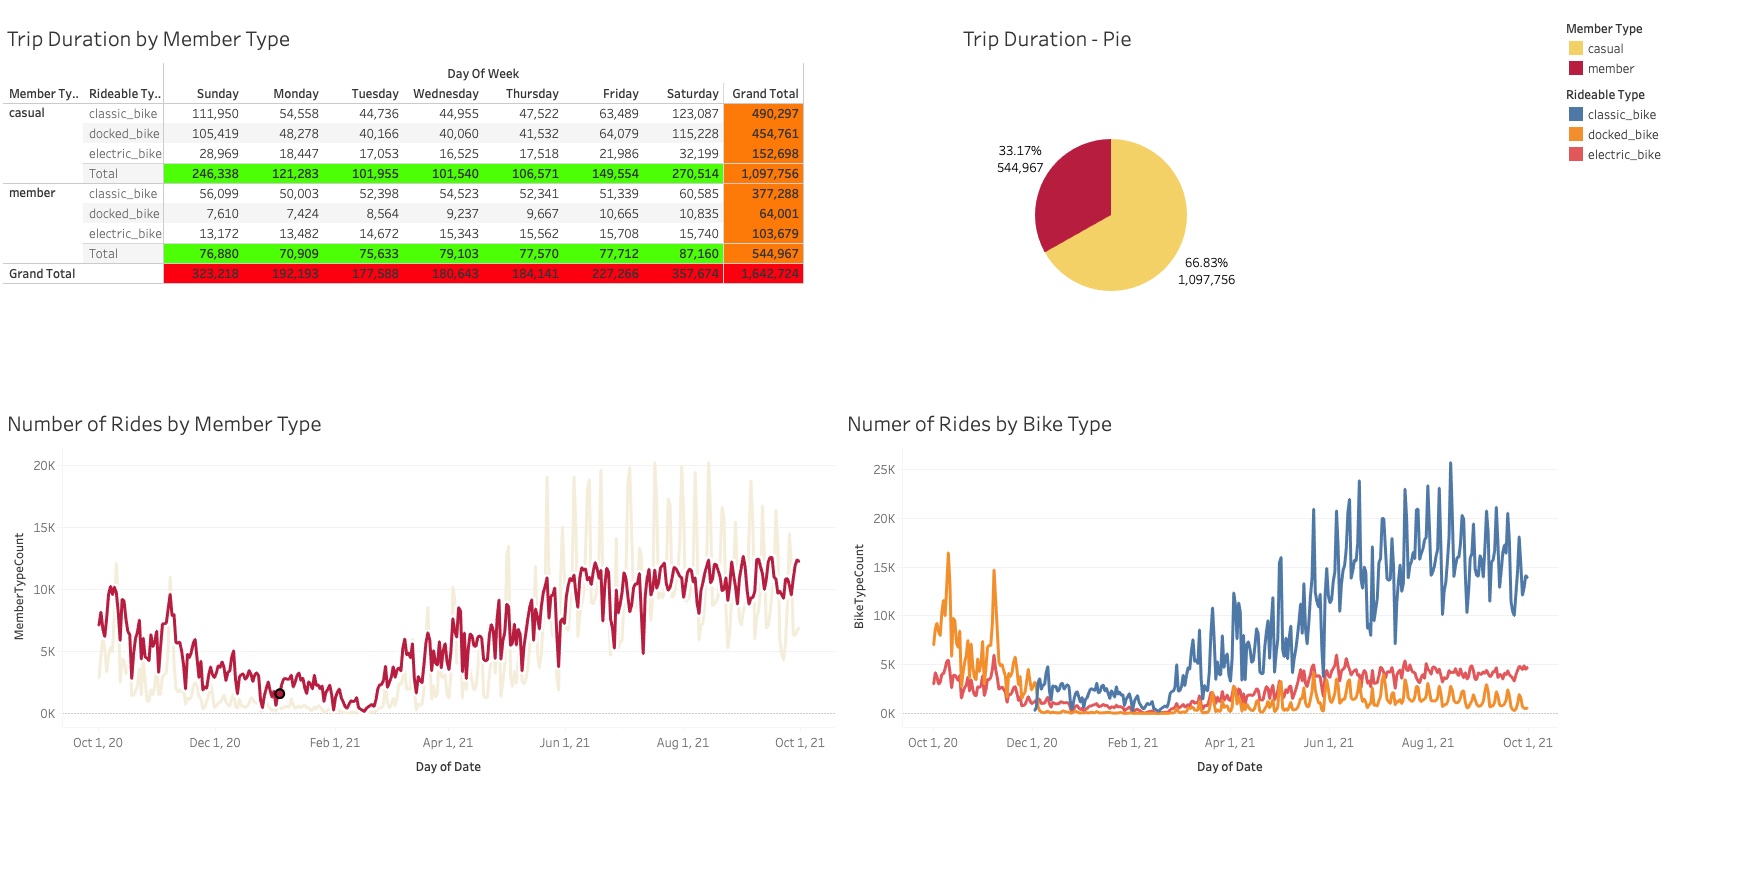 Trip Duration by Member Type
Day Of Week
Member Ty.. Rideable Ty.. Sunday Monday Tuesday Wednesday Thursday Friday Saturday Grand Total
casual classic_bike 111,950 54,558 44,736 44,955 47,522 63,489 123,087 490,297
docked_bike 105,419 48,278 40,166 40,060 41,532 64,079 115,228 454,761
electric_bike 28,969 18,447 17,053 16,525 17,518 21,986 32,199 152,698
Total 246,338 121,283 101,955 101,540 106,571 149,554 270,514 1,097,756
member classic_bike 56,099 50,003 52,398 54,523 52,341 51,339 60,585 377,288
docked_bike 7,610 7,424 8,564 9,237 9,667 10,665 10,835 64,001
electric_bike 13,172 13,482 14,672 15,343 15,562 15,708 15,740 103,679
Total 76,880 70,909 75,633 79,103 77,570 77,712 87,160 544,967
Grand Total 323,218 192,193 177,588 180,643 184,141 227,266 357,674 1,642,724
Trip Duration - Pie
33.17%
544,967
66.83%
1,097,756
Member Type
casual
member
Rideable Type
classic_bike
docked_bike
electric_bike
Number of Rides by Member Type
MemberTypeCount
20K
15K
10K
5K
0K
Oct 1, 20 Dec 1, 20 Feb 1, 21 Apr 1, 21 Jun 1, 21 Aug 1, 21 Oct 1, 21
Day of Date
Numer of Rides by Bike Type
BikeTypeCount
25K
20K
15K
10K
5K
0K
Oct 1, 20 Dec 1, 20 Feb 1, 21 Apr 1, 21 Jun 1, 21 Aug 1, 21 Oct 1, 21
Day of Date